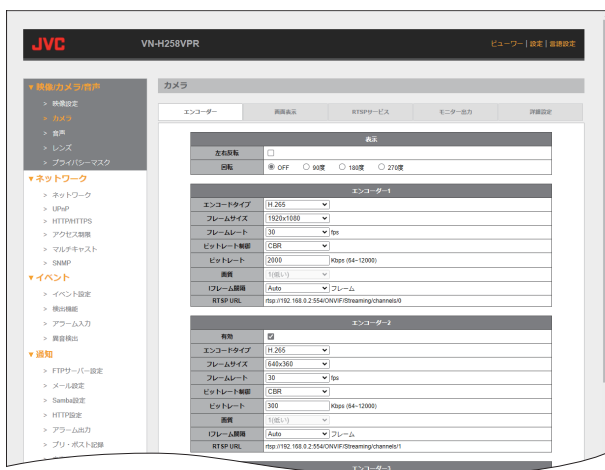 JVC
VN-H258VPR
ビューワー | 設定 | 言語設定
▼映像/カメラ/音声
> 映像設定
> カメラ
> 音声
> レンズ
> プライバシーマスク
▼ネットワーク
> ネットワーク
> UPnP
> HTTP/HTTPS
> アクセス制限
> マルチキャスト
> SNMP
▼イベント
> イベント設定
> 検出機能
> アラーム入力
> 異音検出
▼通知
> FTPサーバー設定
> メール設定
> Samba設定
> HTTP設定
> アラーム出力
> プリ・ポスト記録
カメラ
エンコーダー
画面表示
RTSPサービス
モニター出力
詳細設定
表示
左右反転
回転 OFF 90度 180度 270度
エンコーダー1
エンコードタイプ H.265
フレームサイズ 1920x1080
フレームレート 30 fps
ビットレート制御 CBR
ビットレート 2000 Kbps (64~12000)
画質 1(低い)
Iフレーム間隔 Auto フレーム
RTSP URL rtsp://192.168.0.2:554/ONVIF/Streaming/channels/0
エンコーダー2
有効
エンコードタイプ H.265
フレームサイズ 640x360
フレームレート 30 fps
ビットレート制御 CBR
ビットレート 300 Kbps (64~12000)
画質 1(低い)
Iフレーム間隔 Auto フレーム
RTSP URL rtsp://192.168.0.2:554/ONVIF/Streaming/channels/1
エンコーダー3